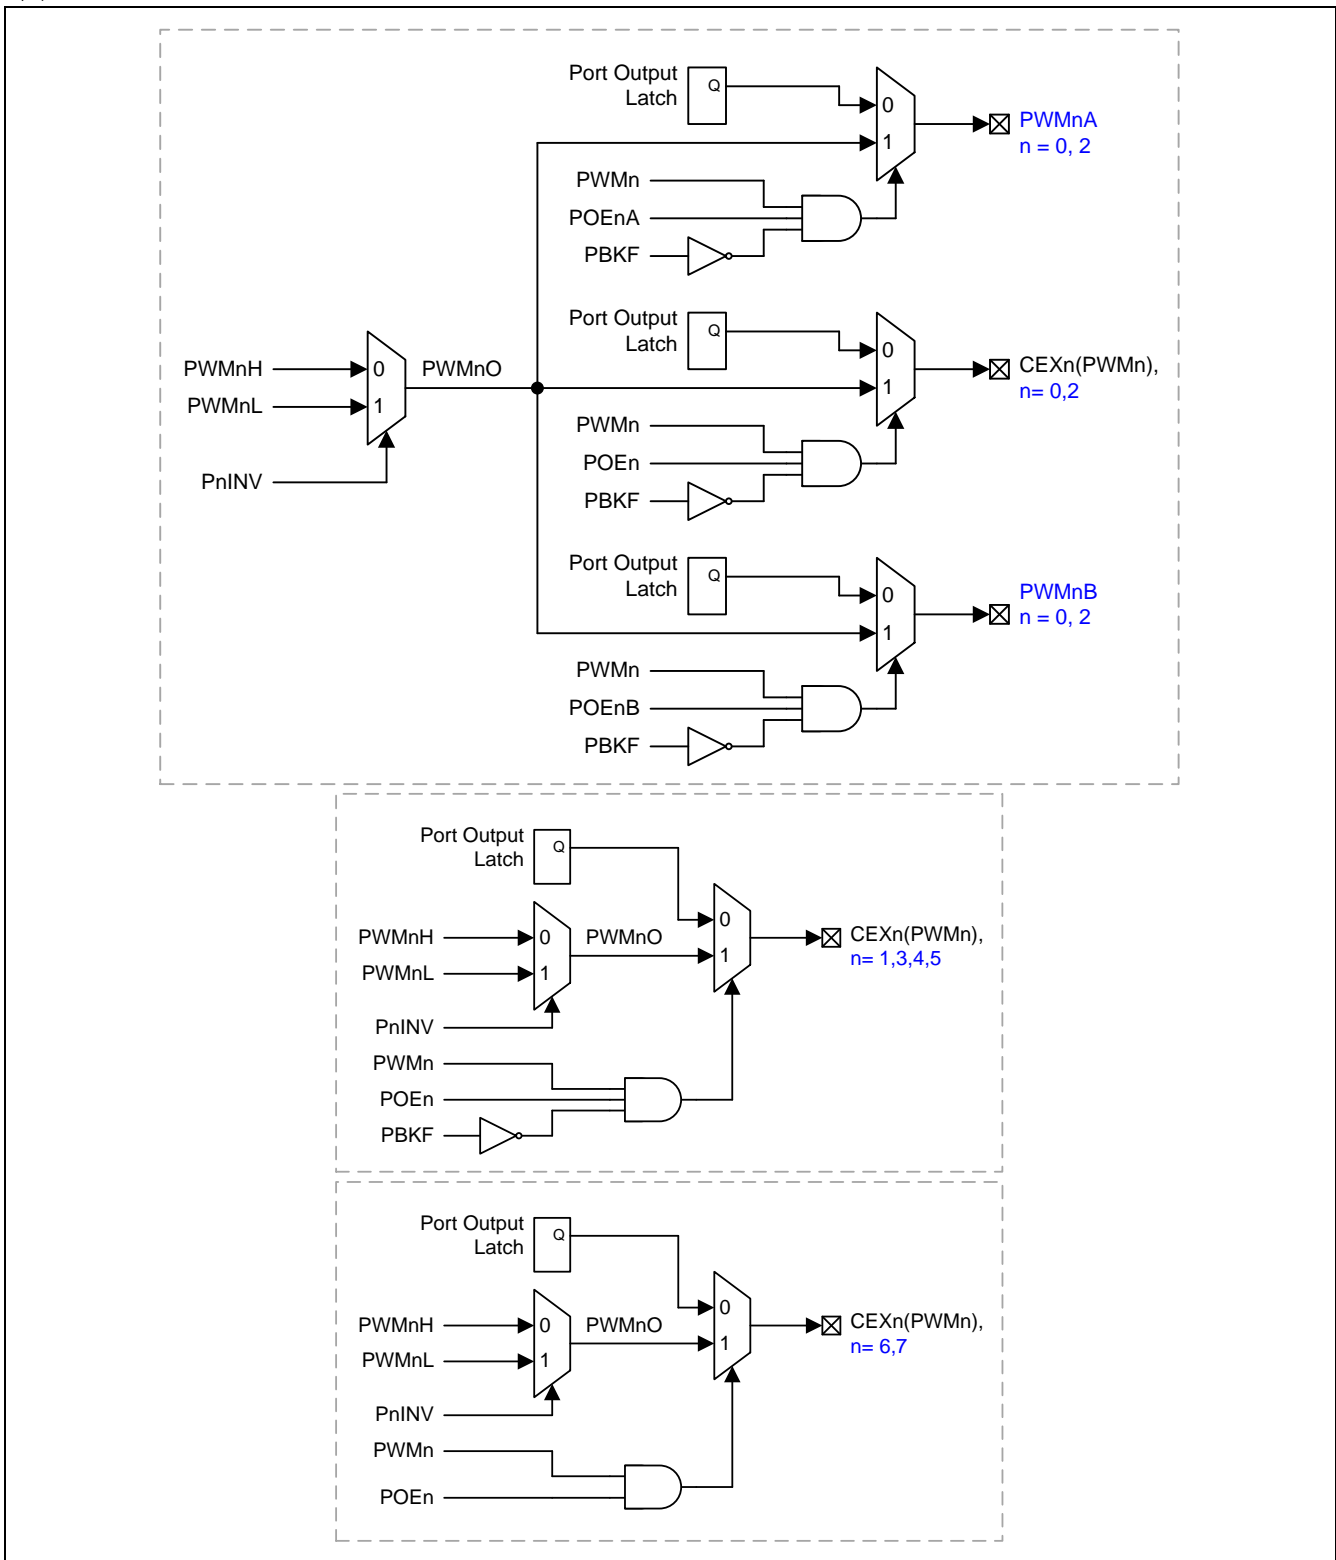 Port Output
Latch
Q
0
1
PWMnA
n = 0, 2
PWMn
POEnA
PBKF
Port Output
Latch
Q
0
1
CEXn(PWMn),
n= 0,2
PWMnH
PWMnL
0
1
PWMnO
PnINV
PWMn
POEn
PBKF
Port Output
Latch
Q
0
1
PWMnB
n = 0, 2
PWMn
POEnB
PBKF
Port Output
Latch
Q
0
1
PWMnH
PWMnL
0
1
PWMnO
CEXn(PWMn),
n= 1,3,4,5
PnINV
PWMn
POEn
PBKF
Port Output
Latch
Q
0
1
PWMnH
PWMnL
0
1
PWMnO
CEXn(PWMn),
n= 6,7
PnINV
PWMn
POEn